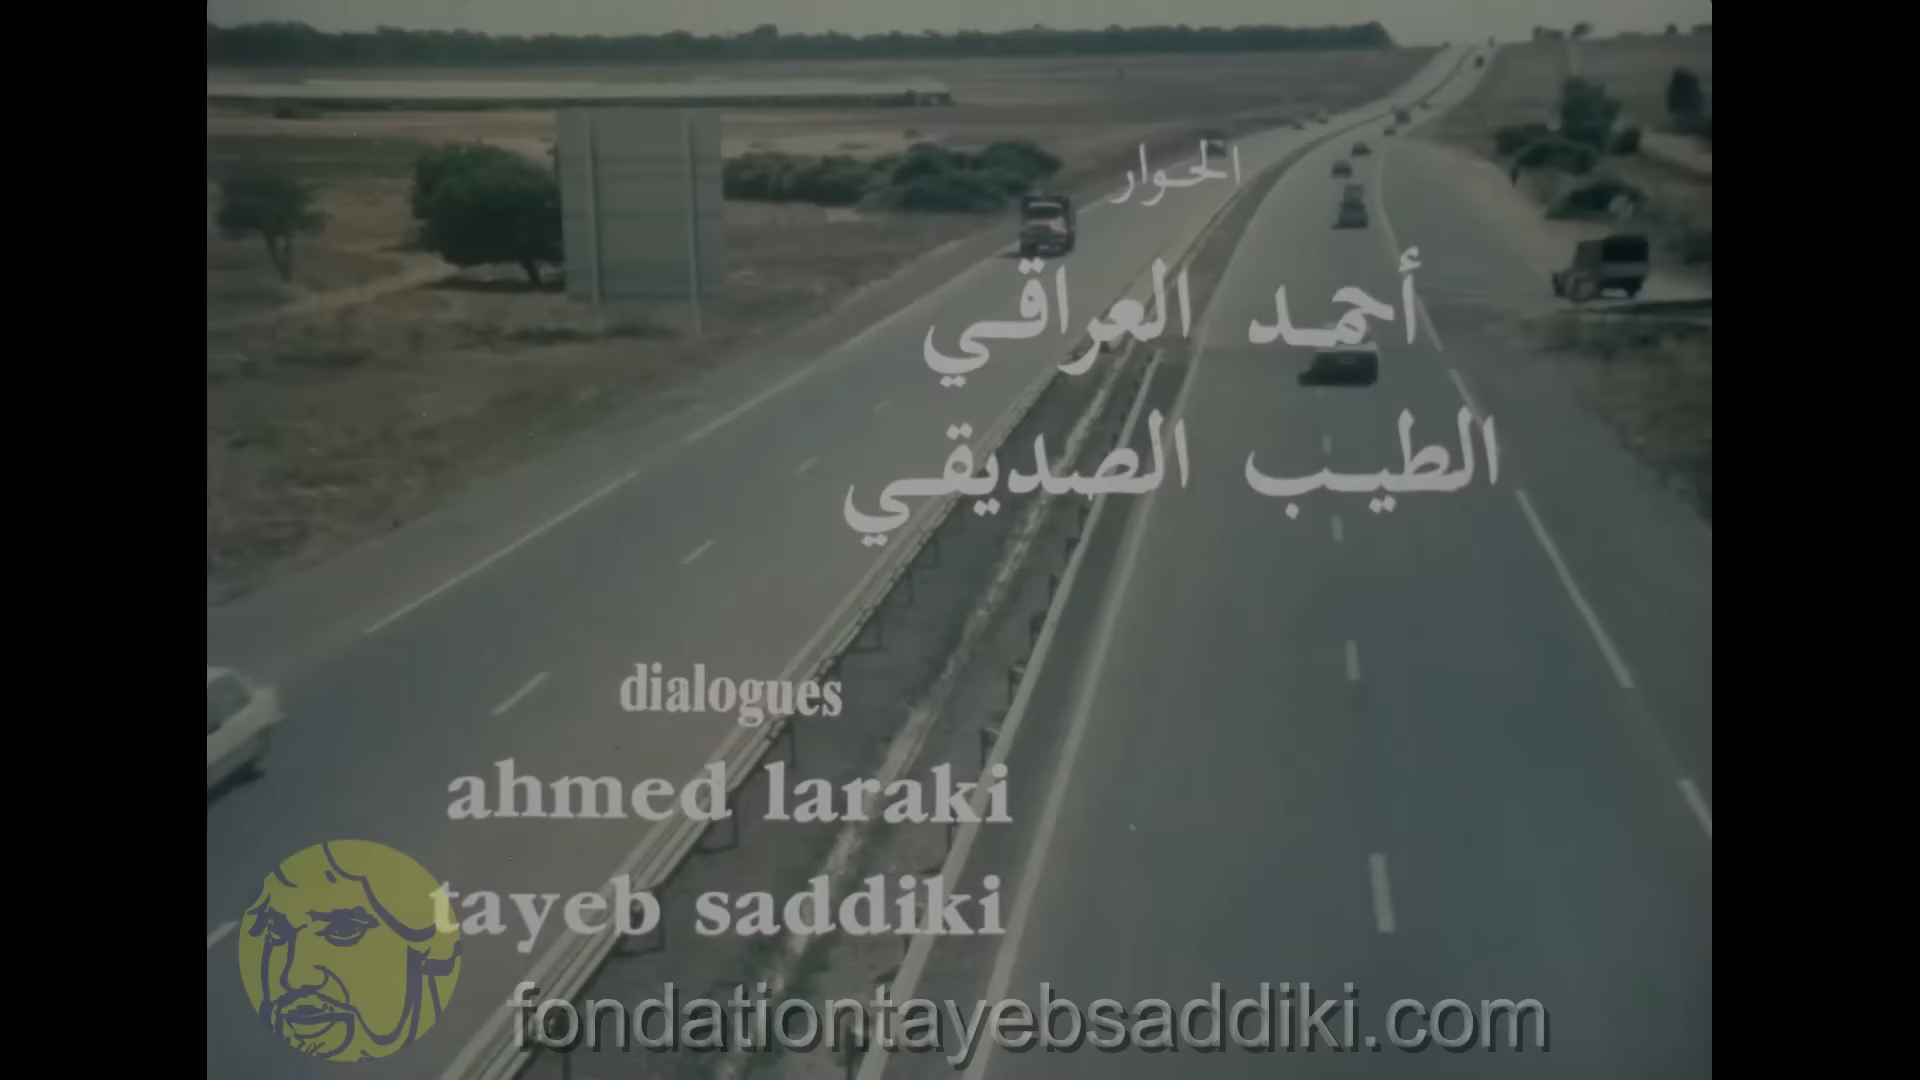 الحوار
أحمد العراقي
الطيب الصديقي
dialogues
ahmed laraki
tayeb saddiki
fondationtayebsaddiki.com